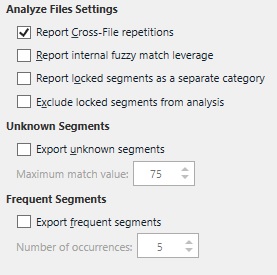 Analyze Files Settings
Report Cross-File repetitions
Report internal fuzzy match leverage
Report locked segments as a separate category
Exclude locked segments from analysis
Unknown Segments
Export unknown segments
Maximum match value: 75
Frequent Segments
Export frequent segments
Number of occurrences: 5